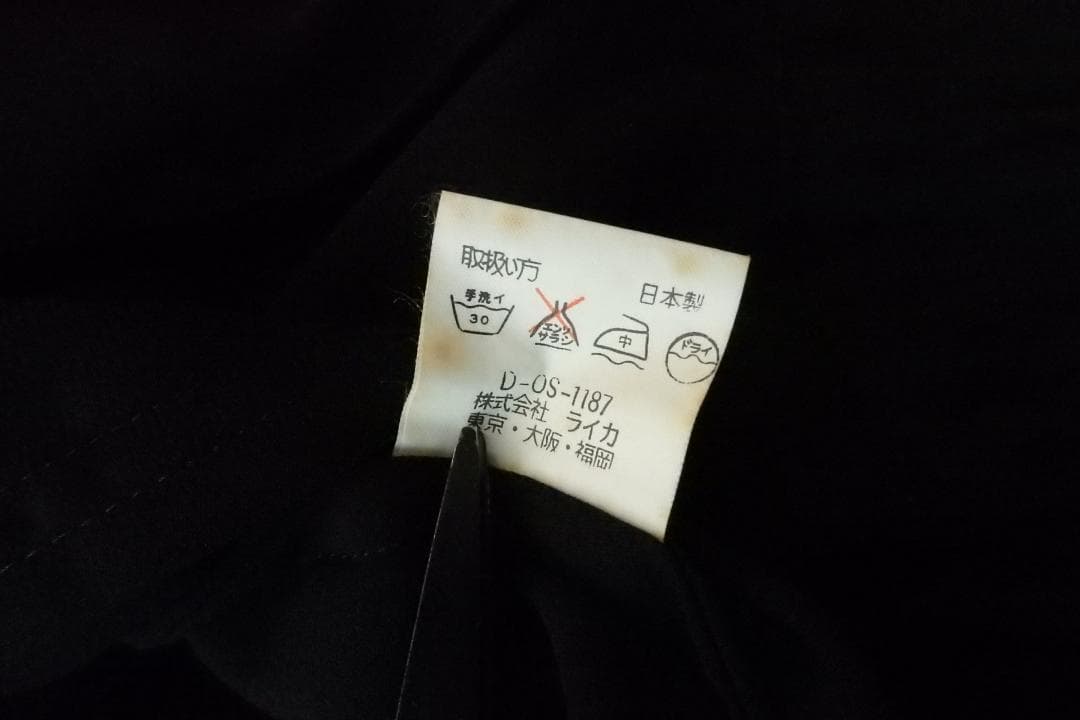 取扱い方
日本製
手洗イ
30
エンソ
サラシ
中
ドライ
D-OS-1187
株式会社 ライカ
東京・大阪・福岡